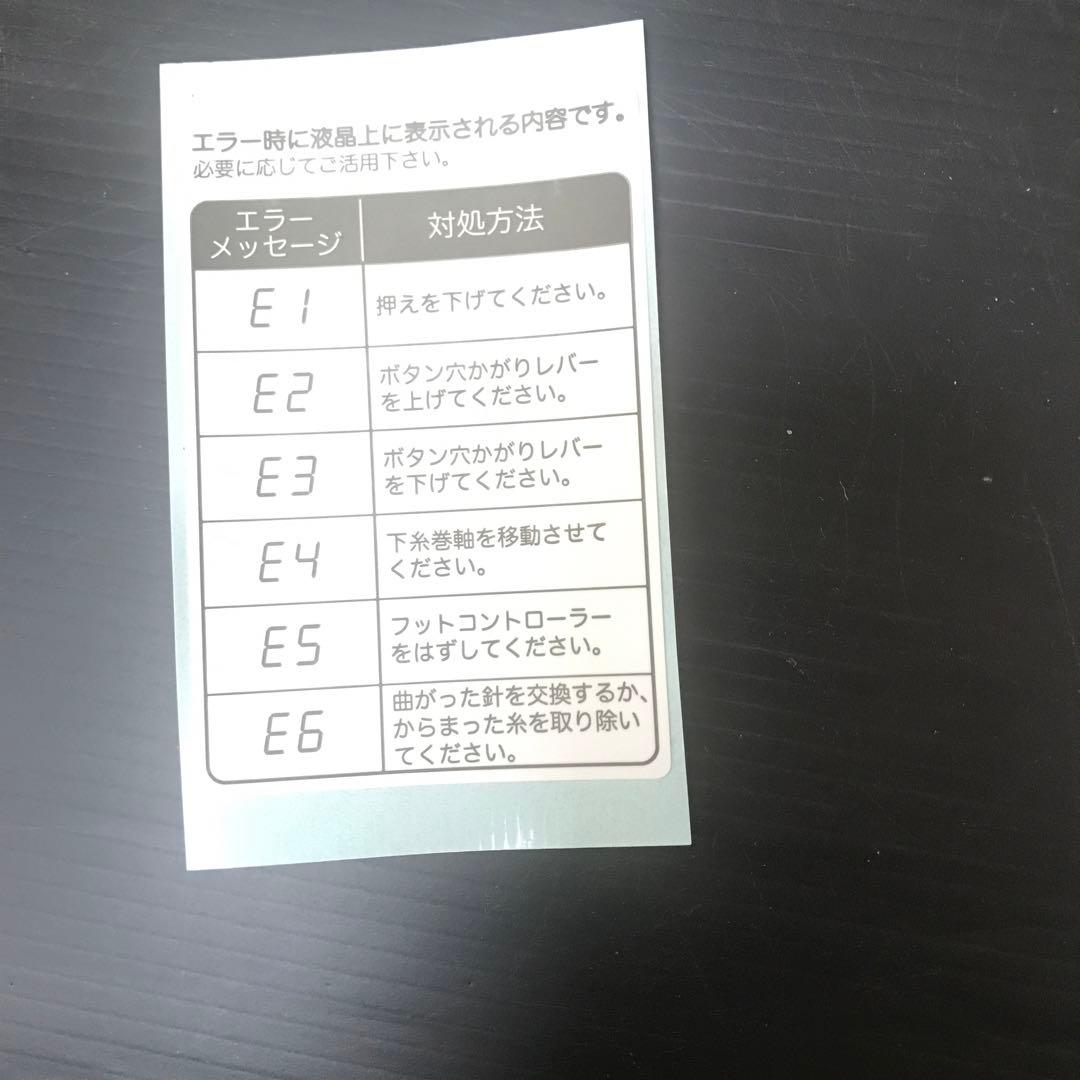 エラー時に液晶上に表示される内容です。
必要に応じてご活用下さい。
エラー
メッセージ
対処方法
E1
押えを下げてください。
E2
ボタン穴かがりレバー
を上げてください。
E3
ボタン穴かがりレバー
を下げてください。
E4
下糸巻軸を移動させて
ください。
E5
フットコントローラー
をはずしてください。
E6
曲がった針を交換するか、
からまった糸を取り除い
てください。